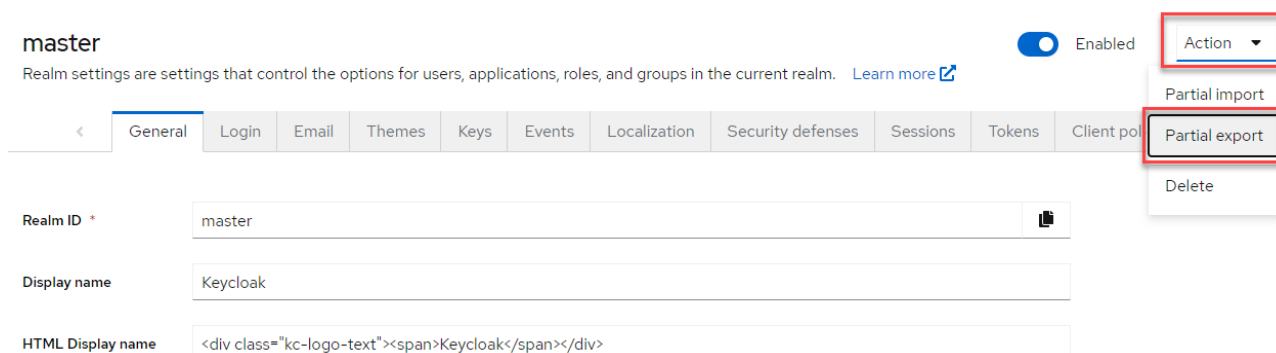 master
Enabled
Action
Realm settings are settings that control the options for users, applications, roles, and groups in the current realm. Learn more
Partial import
General Login Email Themes Keys Events Localization Security defenses Sessions Tokens Client pol
Partial export
Delete
Realm ID * master
Display name Keycloak
HTML Display name <div class="kc-logo-text"><span>Keycloak</span></div>